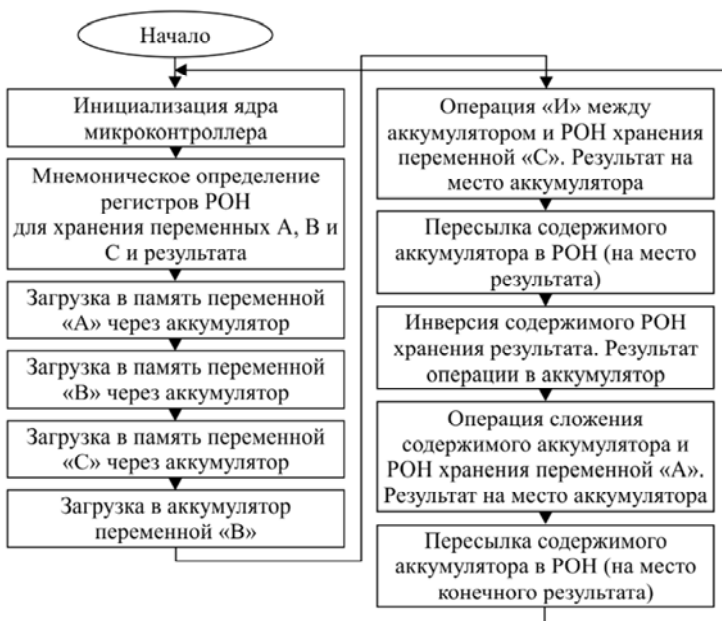 Начало
Инициализация ядра
микроконтроллера
Мнемоническое определение
регистров РОН
для хранения переменных А, В и
С и результата
Загрузка в память переменной
«А» через аккумулятор
Загрузка в память переменной
«В» через аккумулятор
Загрузка в память переменной
«С» через аккумулятор
Загрузка в аккумулятор
переменной «В»
Операция «И» между
аккумулятором и РОН хранения
переменной «С». Результат на
место аккумулятора
Пересылка содержимого
аккумулятора в РОН (на место
результата)
Инверсия содержимого РОН
хранения результата. Результат
операции в аккумулятор
Операция сложения
содержимого аккумулятора и
РОН хранения переменной «А».
Результат на место аккумулятора
Пересылка содержимого
аккумулятора в РОН (на место
конечного результата)